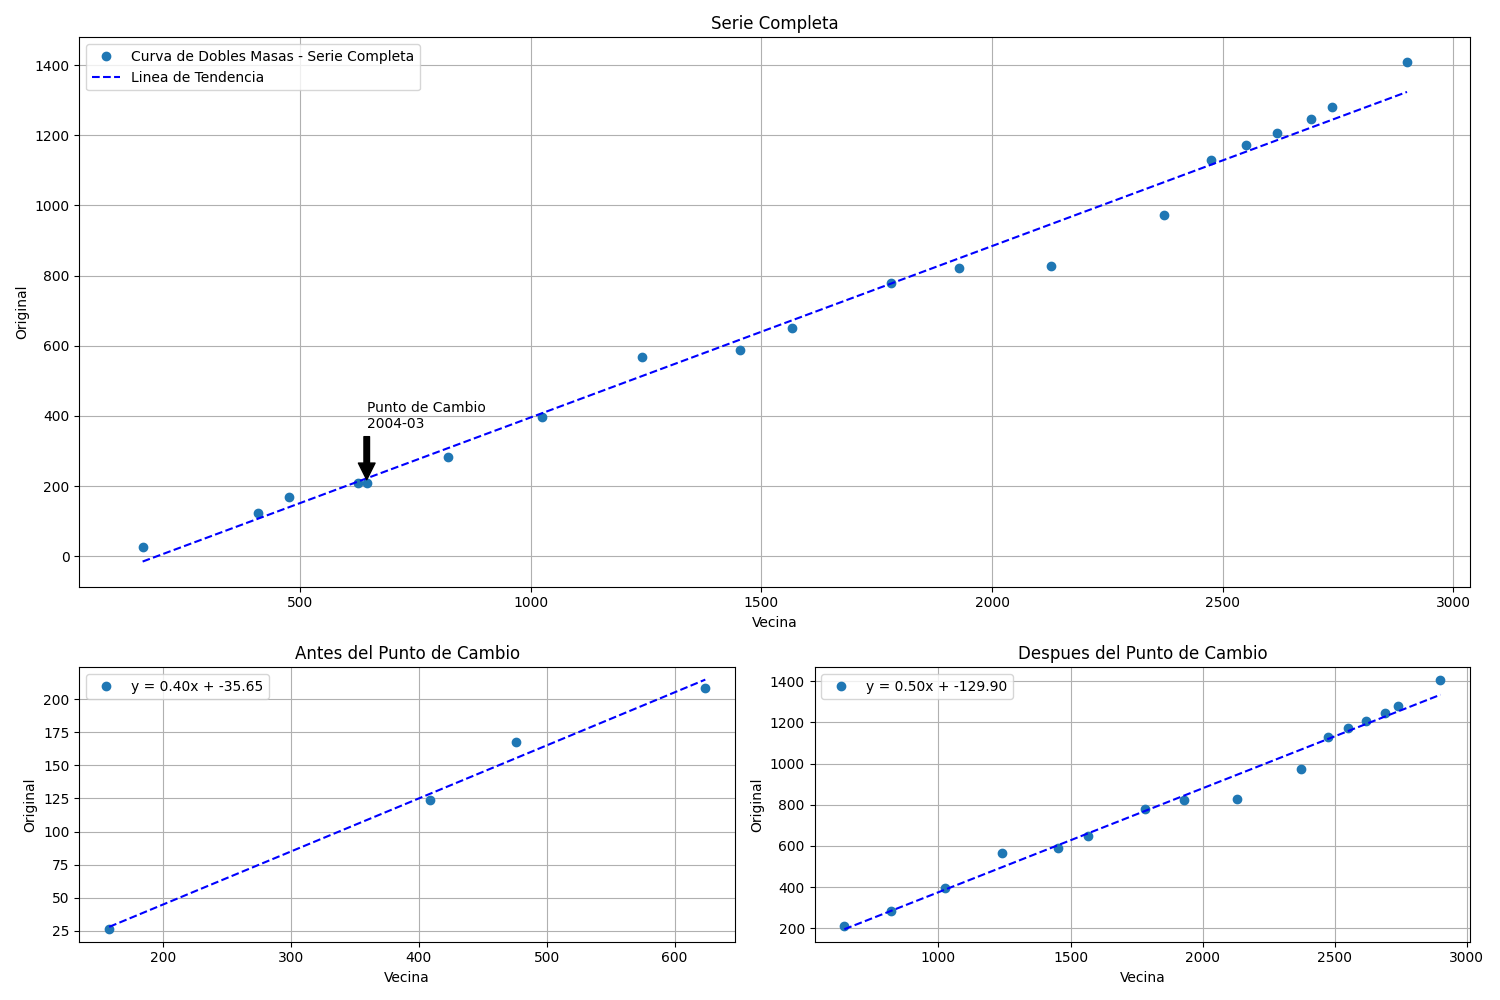 Serie Completa
Curva de Dobles Masas - Serie Completa
Linea de Tendencia
1400
1200
1000
800
600
400
200
0
Original
Punto de Cambio
2004-03
500
1000
1500
2000
2500
3000
Vecina
Antes del Punto de Cambio
y = 0.40x + -35.65
200
175
150
125
100
75
50
25
Original
200
300
400
500
600
Vecina
Despues del Punto de Cambio
y = 0.50x + -129.90
1400
1200
1000
800
600
400
200
Original
1000
1500
2000
2500
3000
Vecina